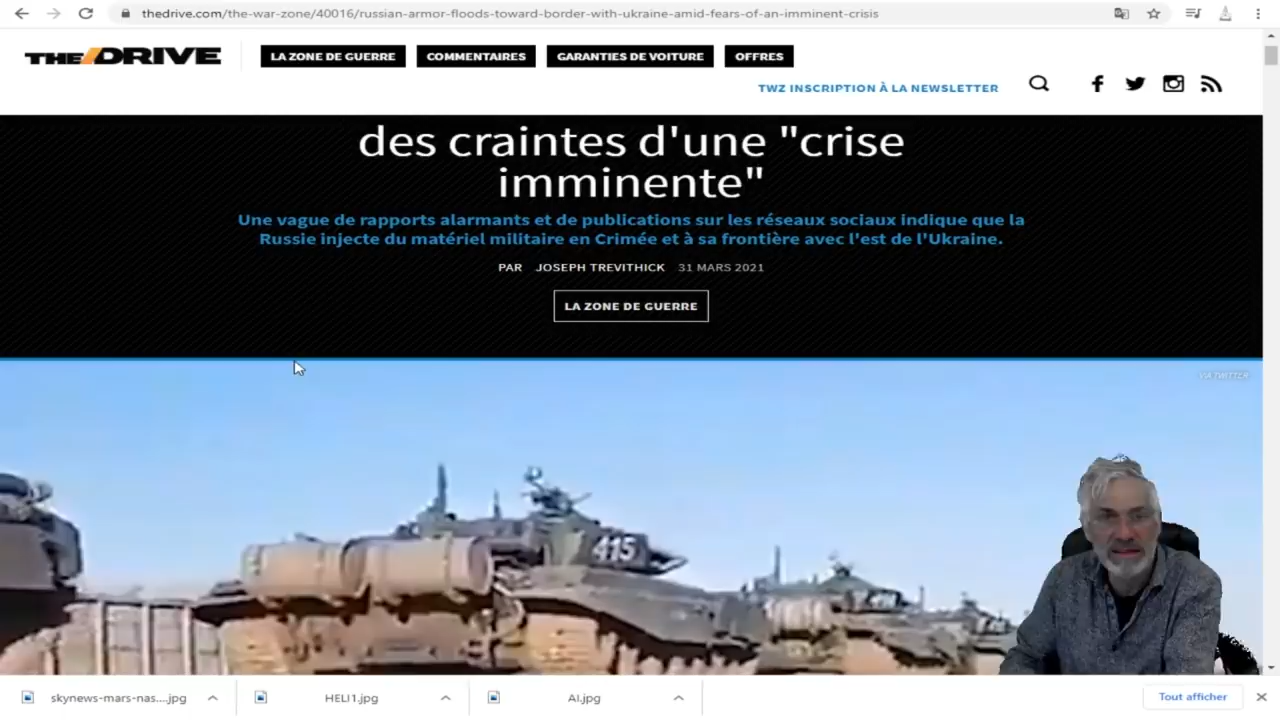 thedrive.com/the-war-zone/40016/russian-armor-floods-toward-border-with-ukraine-amid-fears-of-an-imminent-crisis
THE/DRIVE
LA ZONE DE GUERRE
COMMENTAIRES
GARANTIES DE VOITURE
OFFRES
TWZ INSCRIPTION À LA NEWSLETTER
des craintes d'une "crise
imminente"
Une vague de rapports alarmants et de publications sur les réseaux sociaux indique que la
Russie injecte du matériel militaire en Crimée et à sa frontière avec l'est de l'Ukraine.
PAR JOSEPH TREVITHICK 31 MARS 2021
LA ZONE DE GUERRE
VIA TWITTER
415
skynews-mars-nas....jpg
HELI1.jpg
AI.jpg
Tout afficher